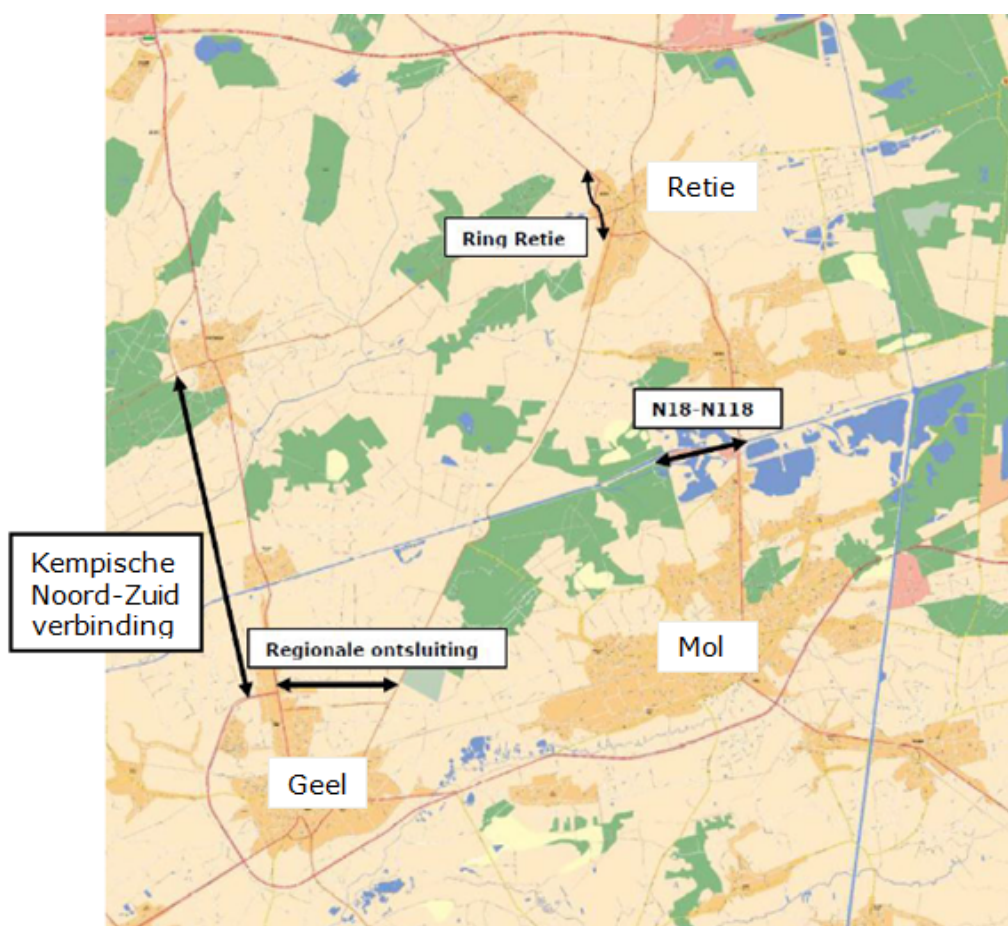 Retie
Ring Retie
N18-N118
Kempische
Noord-Zuid
verbinding
Regionale ontsluiting
Mol
Geel